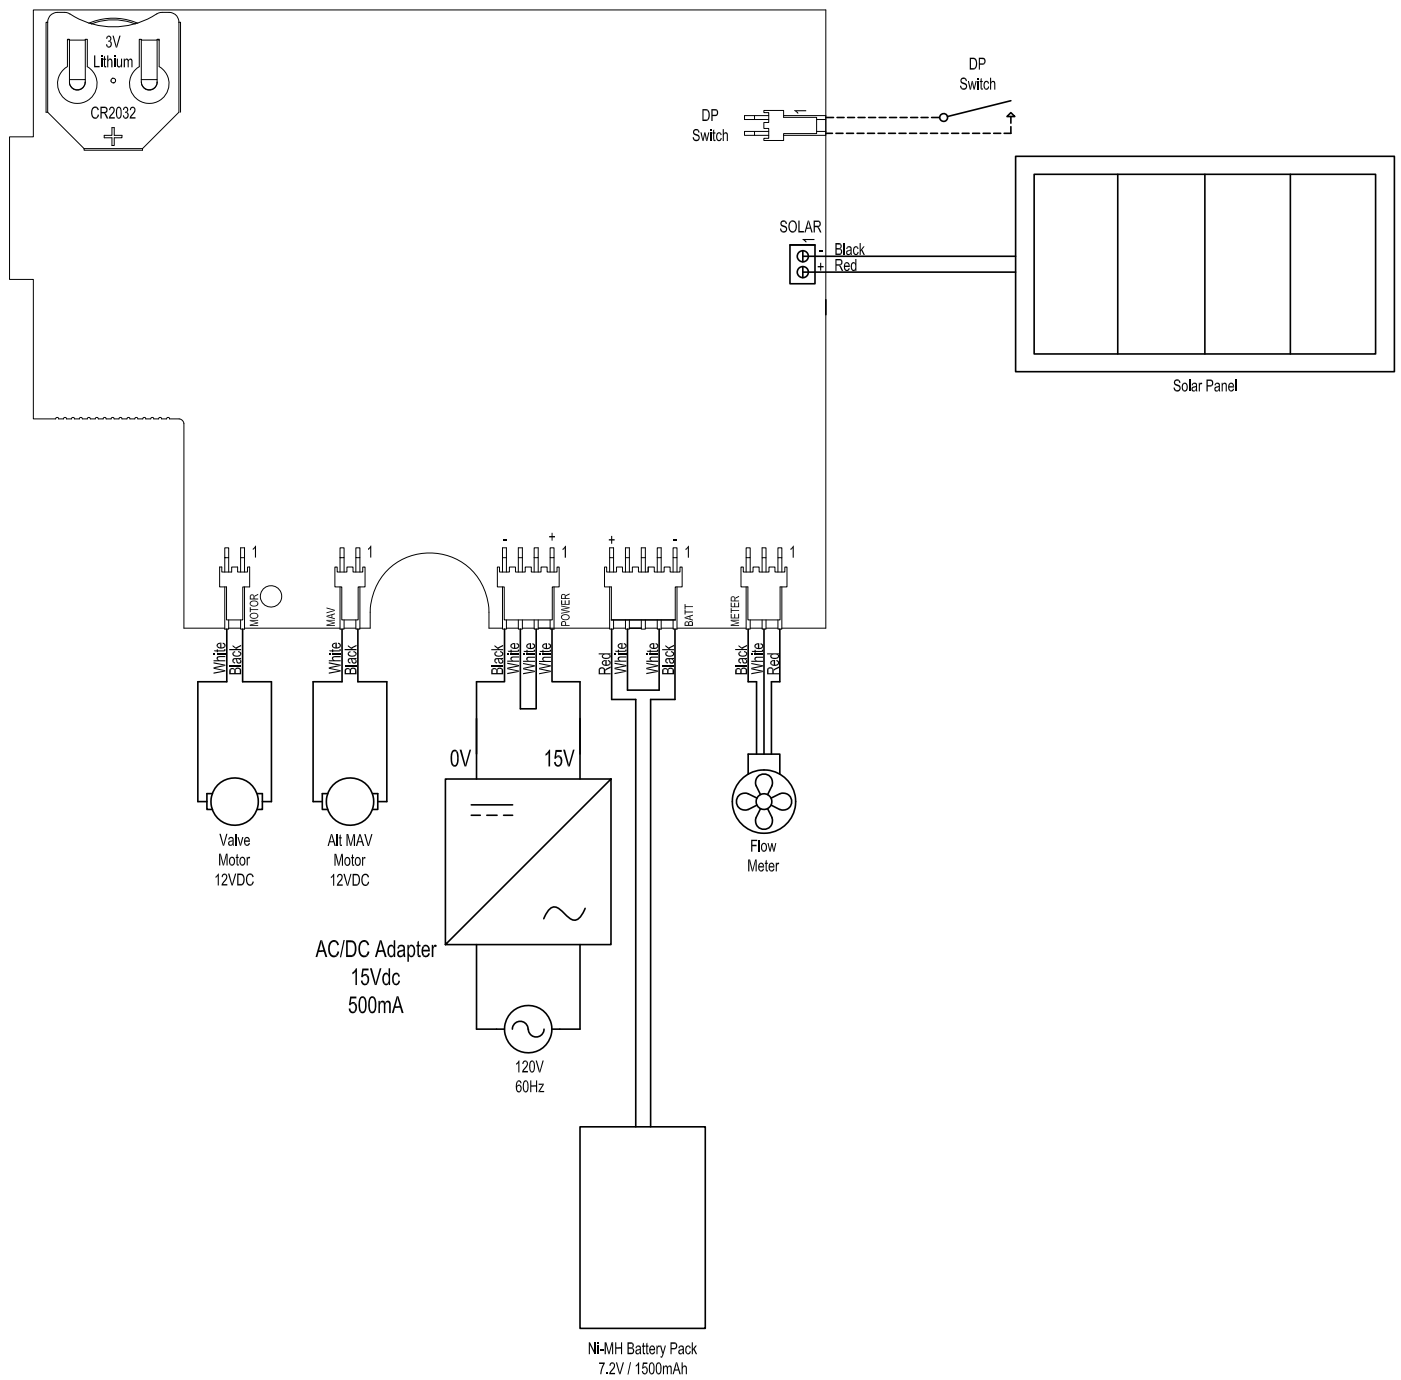 3V
Lithium
CR2032
+
DP
Switch
1
DP
Switch
SOLAR
1
- Black
+ Red
Solar Panel
1
MOTOR
1
MAV
- +
1
POWER
+ -
1
BATT
1
METER
White
Black
White
Black
Black
White
White
White
Red
White
White
Black
Black
White
Red
0V 15V
Valve
Motor
12VDC
Alt MAV
Motor
12VDC
Flow
Meter
AC/DC Adapter
15Vdc
500mA
120V
60Hz
Ni-MH Battery Pack
7.2V / 1500mAh